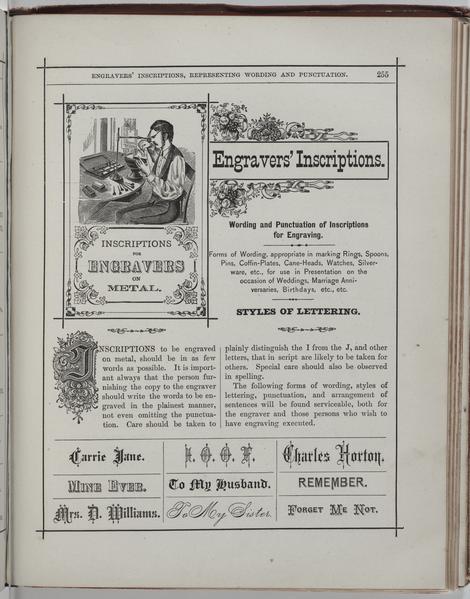 ENGRAVERS' INSCRIPTIONS, REPRESENTING WORDING AND PUNCTUATION. 255
INSCRIPTIONS
FOR
ENGRAVERS
ON
METAL.
Engravers' Inscriptions.
Wording and Punctuation of Inscriptions
for Engraving.
Forms of Wording, appropriate in marking Rings, Spoons,
Pins, Coffin-Plates, Cane-Heads, Watches, Silver-
ware, etc., for use in Presentation on the
occasion of Weddings, Marriage Anni-
versaries, Birthdays, etc., etc.
STYLES OF LETTERING.
INSCRIPTIONS to be engraved
on metal, should be in as few
words as possible. It is import-
ant always that the person fur-
nishing the copy to the engraver
should write the words to be en-
graved in the plainest manner,
not even omitting the punctua-
tion. Care should be taken to
plainly distinguish the I from the J, and other
letters, that in script are likely to be taken for
others. Special care should also be observed
in spelling.
The following forms of wording, styles of
lettering, punctuation, and arrangement of
sentences will be found serviceable, both for
the engraver and those persons who wish to
have engraving executed.
Carrie Jane. I. O. O. F. Charles Horton.
MINE EVER. To My Husband. REMEMBER.
Mrs. D. Williams. To My Sister. FORGET ME NOT.